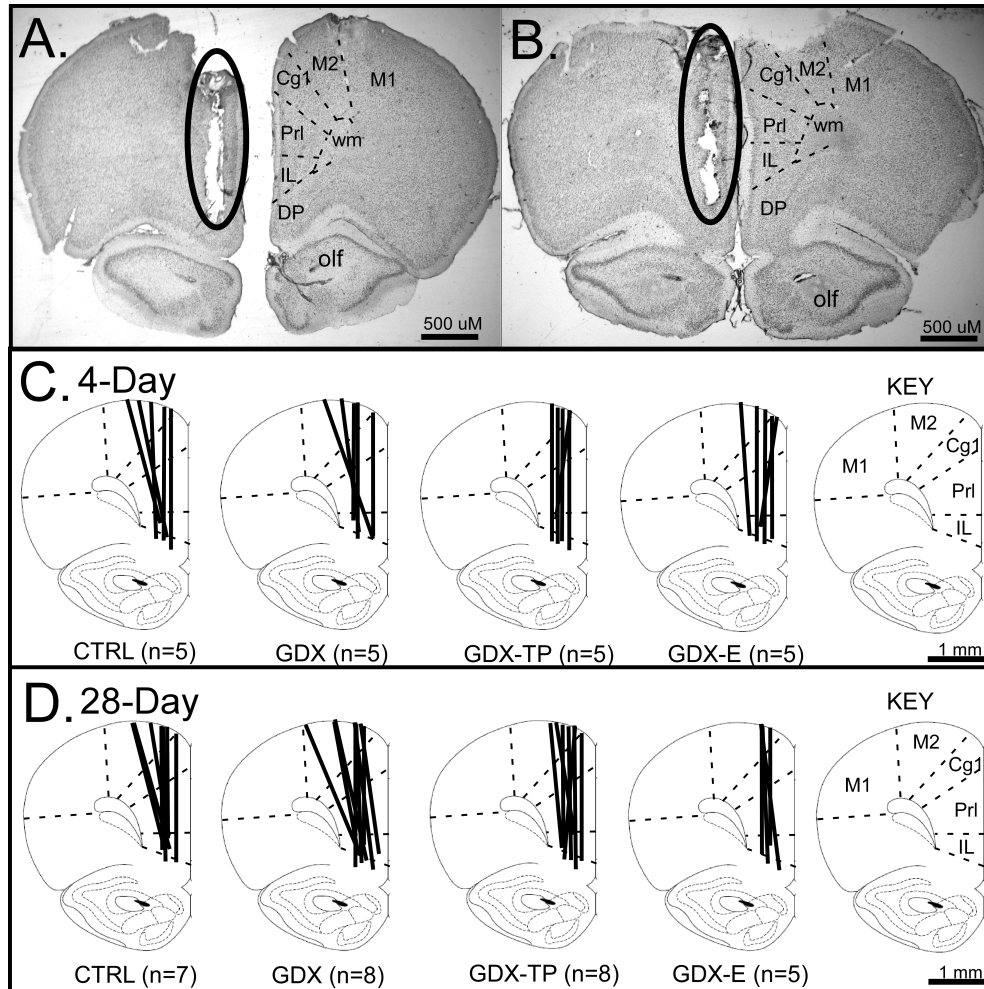 A.
Cg1
M2
M1
Prl
wm
IL
DP
olf
500 uM
B.
Cg1
M2
M1
Prl
wm
IL
DP
olf
500 uM
C. 4-Day
KEY
M2
Cg1
M1
Prl
IL
CTRL (n=5)
GDX (n=5)
GDX-TP (n=5)
GDX-E (n=5)
1 mm
D. 28-Day
KEY
M2
Cg1
M1
Prl
IL
CTRL (n=7)
GDX (n=8)
GDX-TP (n=8)
GDX-E (n=5)
1 mm